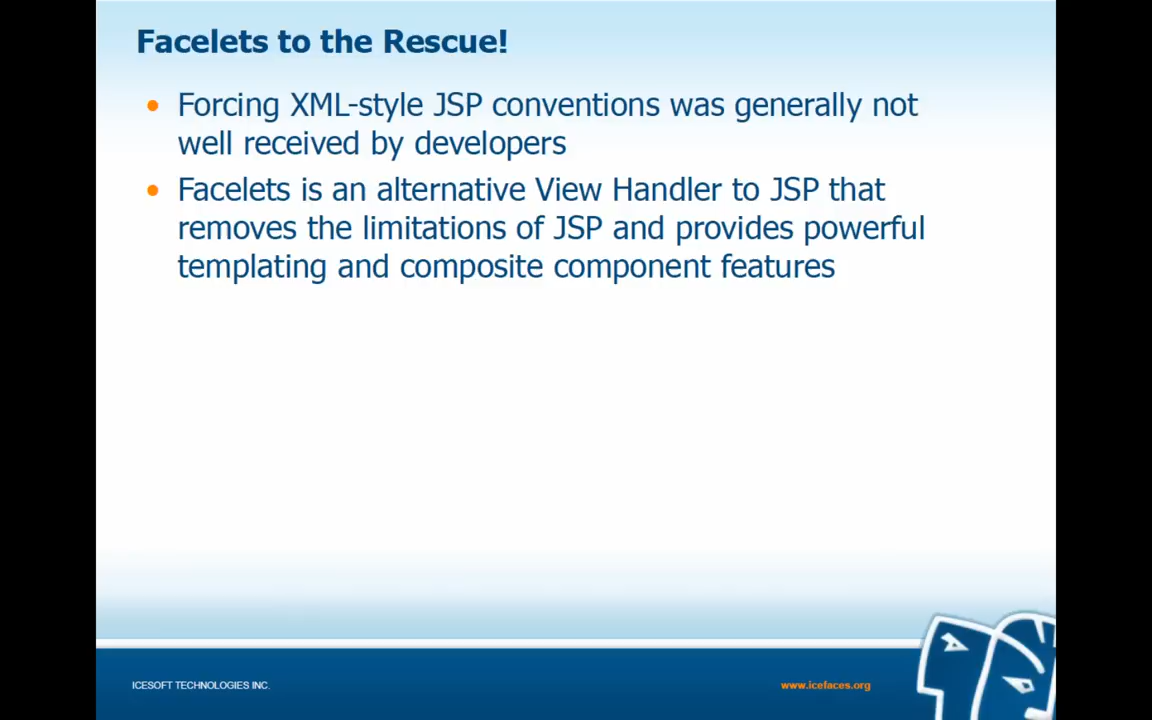 Facelets to the Rescue!
• Forcing XML-style JSP conventions was generally not
well received by developers
• Facelets is an alternative View Handler to JSP that
removes the limitations of JSP and provides powerful
templating and composite component features
ICESOFT TECHNOLOGIES INC.
www.icefaces.org